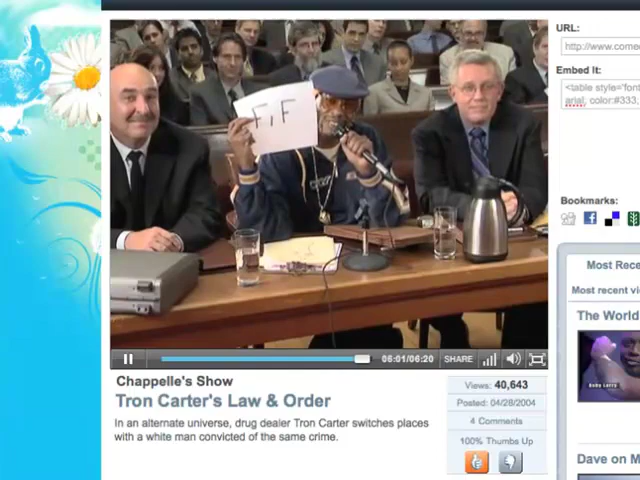 URL:
http://www.come
Embed It:
<table style='font
arial; color:#333,
FiF
Bookmarks:
Most Rece
Most recent vi
The World
06:01/06:20
SHARE
Chappelle's Show
Tron Carter's Law & Order
In an alternate universe, drug dealer Tron Carter switches places
with a white man convicted of the same crime.
Views: 40,643
Posted: 04/28/2004
4 Comments
100% Thumbs Up
Dave on M